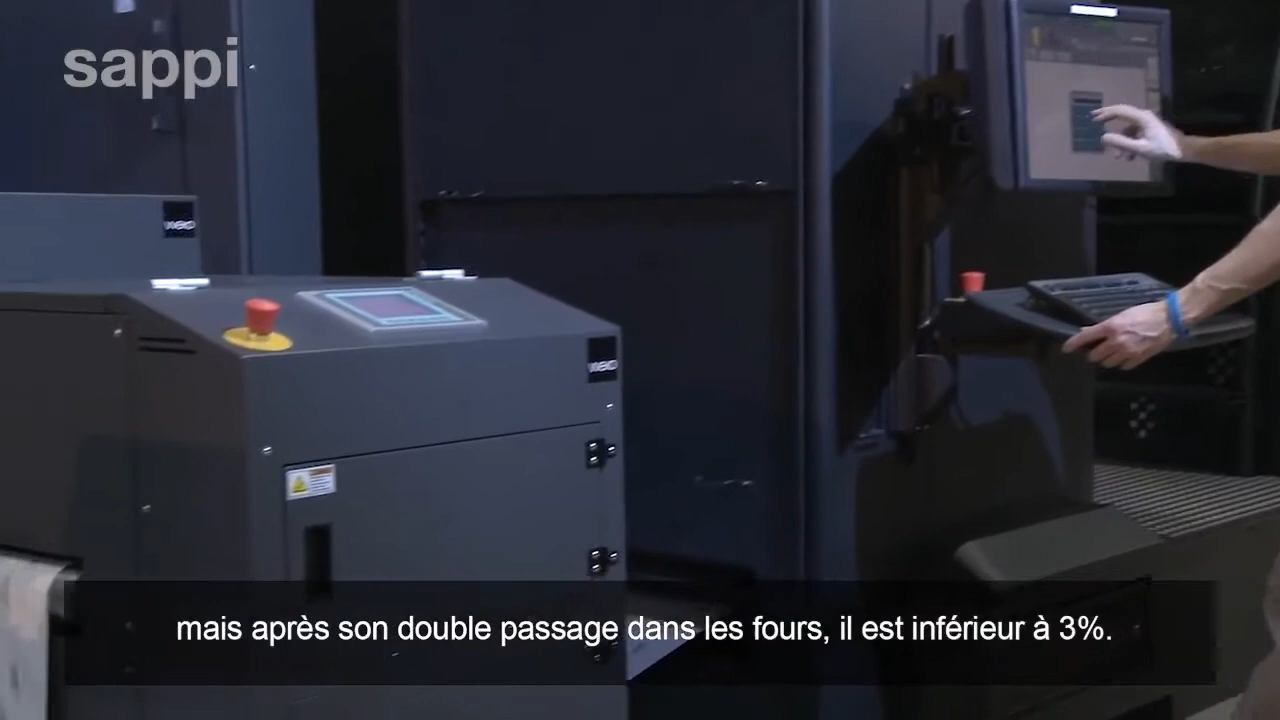 sappi
mais après son double passage dans les fours, il est inférieur à 3%.